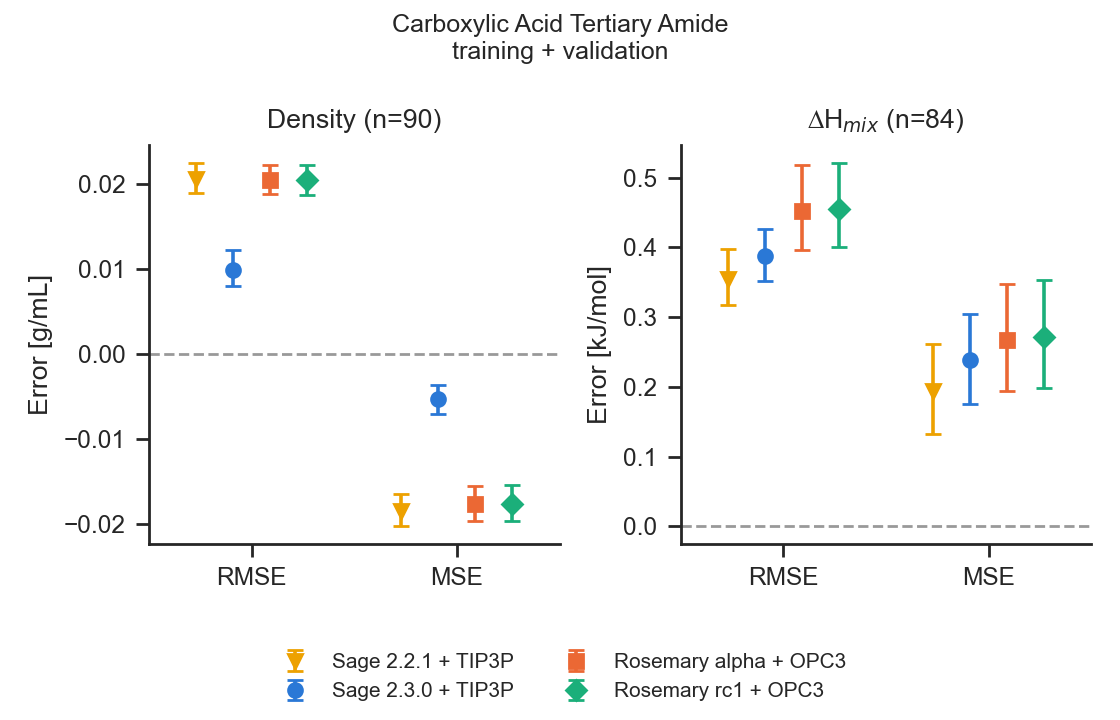 Carboxylic Acid Tertiary Amide
training + validation
Density (n=90)
ΔH_mix (n=84)
Error [g/mL]
0.02
0.01
0.00
−0.01
−0.02
RMSE
MSE
Error [kJ/mol]
0.5
0.4
0.3
0.2
0.1
0.0
RMSE
MSE
Sage 2.2.1 + TIP3P
Sage 2.3.0 + TIP3P
Rosemary alpha + OPC3
Rosemary rc1 + OPC3